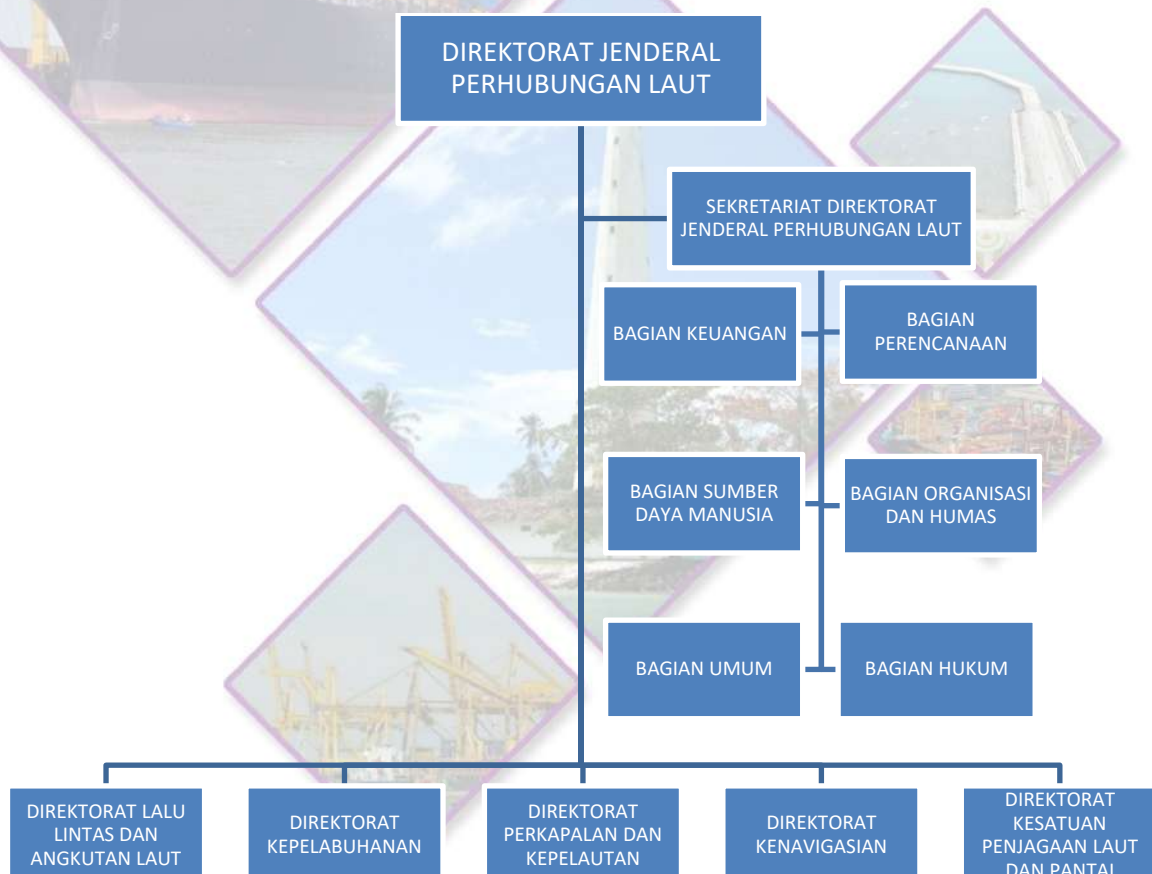 DIREKTORAT JENDERAL
PERHUBUNGAN LAUT
SEKRETARIAT DIREKTORAT
JENDERAL PERHUBUNGAN LAUT
BAGIAN KEUANGAN
BAGIAN
PERENCANAAN
BAGIAN SUMBER
DAYA MANUSIA
BAGIAN ORGANISASI
DAN HUMAS
BAGIAN UMUM
BAGIAN HUKUM
DIREKTORAT LALU
LINTAS DAN
ANGKUTAN LAUT
DIREKTORAT
KEPELABUHANAN
DIREKTORAT
PERKAPALAN DAN
KEPELAUTAN
DIREKTORAT
KENAVIGASIAN
DIREKTORAT
KESATUAN
PENJAGAAN LAUT
DAN PANTAI